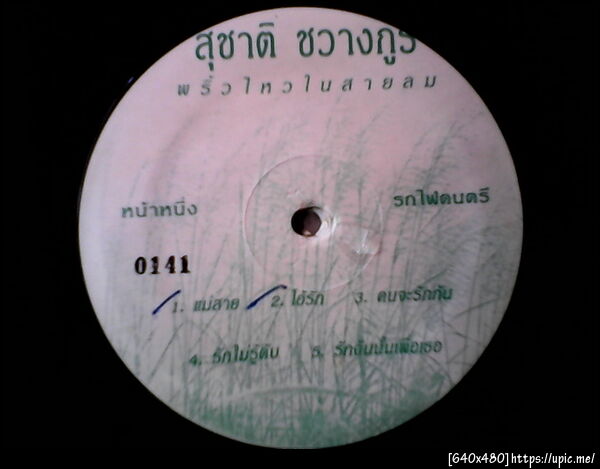 สุชาติ ชวางกูร
พริ้วไหวในสายลม
หน้าหนึ่ง
รถไฟดนตรี
0141
1. แม่สาย 2. ไอ้รัก 3. คนจะรักกัน
4. รักไม่รู้ดับ 5. รักฉันนั้นเพื่อเธอ
[640x480]https://upic.me/